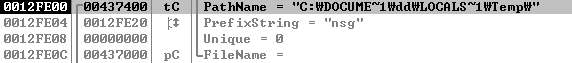 0012FE00 00437400 tC PathName = "C:\DOCUME~1\dd\LOCALS~1\Temp\"
0012FE04 0012FE20 ↕ PrefixString = "nsg"
0012FE08 00000000 Unique = 0
0012FE0C 00437000 pC FileName =